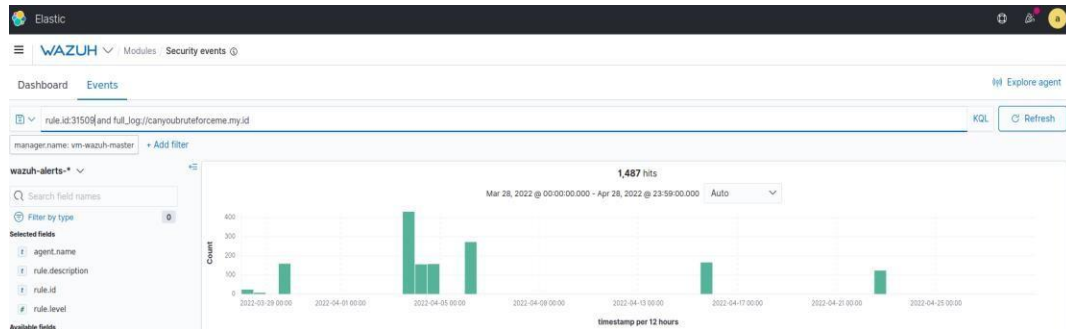 Elastic
a
WAZUH Modules Security events
Dashboard Events
Explore agent
rule.id:31509 and full_log://canyoubruteforceme.my.id
KQL Refresh
manager.name: vm-wazuh-master + Add filter
wazuh-alerts-*
Search field names
Filter by type 0
Selected fields
t agent.name
t rule.description
t rule.id
# rule.level
Available fields
1,487 hits
Mar 28, 2022 @ 00:00:00.000 - Apr 28, 2022 @ 23:59:00.000 Auto
Count
400
300
200
100
0
2022-03-29 00:00 2022-04-01 00:00 2022-04-05 00:00 2022-04-09 00:00 2022-04-13 00:00 2022-04-17 00:00 2022-04-21 00:00 2022-04-25 00:00
timestamp per 12 hours